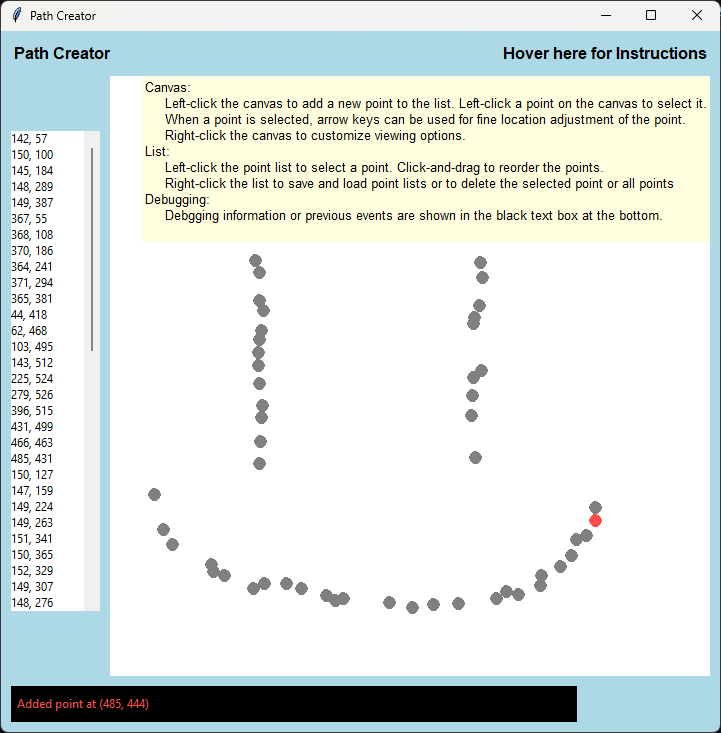 Path Creator
Path Creator
Hover here for Instructions
Canvas:
Left-click the canvas to add a new point to the list. Left-click a point on the canvas to select it.
When a point is selected, arrow keys can be used for fine location adjustment of the point.
Right-click the canvas to customize viewing options.
List:
Left-click the point list to select a point. Click-and-drag to reorder the points.
Right-click the list to save and load point lists or to delete the selected point or all points
Debugging:
Debgging information or previous events are shown in the black text box at the bottom.
142, 57
150, 100
145, 184
148, 289
149, 387
367, 55
368, 108
370, 186
364, 241
371, 294
365, 381
44, 418
62, 468
103, 495
143, 512
225, 524
279, 526
396, 515
431, 499
466, 463
485, 431
150, 127
147, 159
149, 224
149, 263
151, 341
150, 365
152, 329
149, 307
148, 276
Added point at (485, 444)